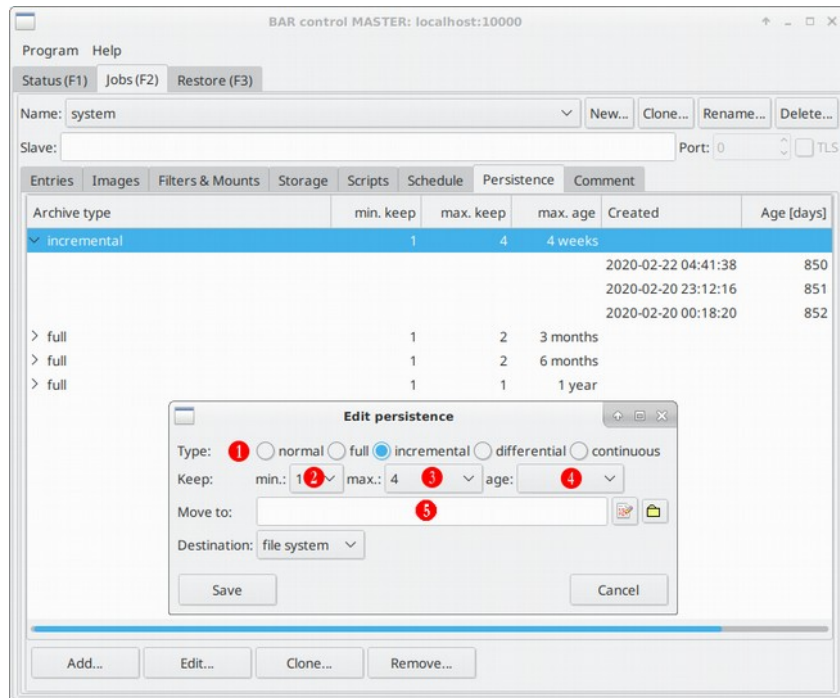 BAR control MASTER: localhost:10000
Program Help
Status (F1) Jobs (F2) Restore (F3)
Name: system New... Clone... Rename... Delete...
Slave: Port: 0 TLS
Entries Images Filters & Mounts Storage Scripts Schedule Persistence Comment
Archive type min. keep max. keep max. age Created Age [days]
incremental 1 4 4 weeks
2020-02-22 04:41:38 850
2020-02-20 23:12:16 851
2020-02-20 00:18:20 852
full 1 2 3 months
full 1 2 6 months
full 1 1 1 year
Edit persistence
Type: 1 normal full incremental differential continuous
Keep: min.: 1 2 max.: 4 3 age: 4
Move to: 5
Destination: file system
Save Cancel
Add... Edit... Clone... Remove...